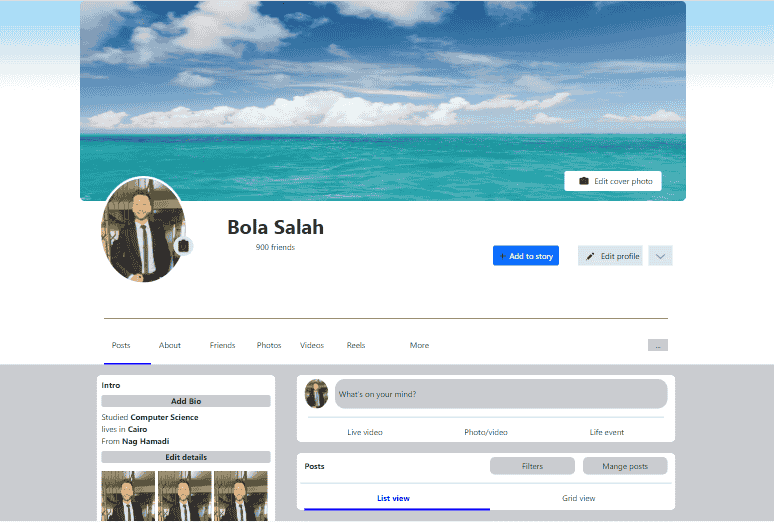 Edit cover photo
Bola Salah
900 friends
+ Add to story
Edit profile
Posts About Friends Photos Videos Reels More ...
Intro
Add Bio
Studied Computer Science
lives in Cairo
From Nag Hamadi
Edit details
What's on your mind?
Live video Photo/video Life event
Posts Filters Mange posts
List view Grid view